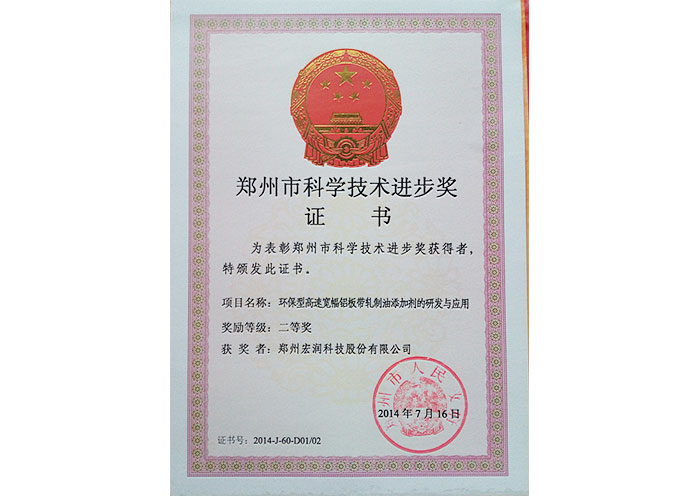 郑州市科学技术进步奖
证 书
为表彰郑州市科学技术进步奖获得者，
特颁发此证书。
项目名称：环保型高速宽幅铝板带轧制油添加剂的研发与应用
奖励等级：二等奖
获 奖 者：郑州宏润科技股份有限公司
州市人民
2014年7月16日
证书号：2014-J-60-D01/02